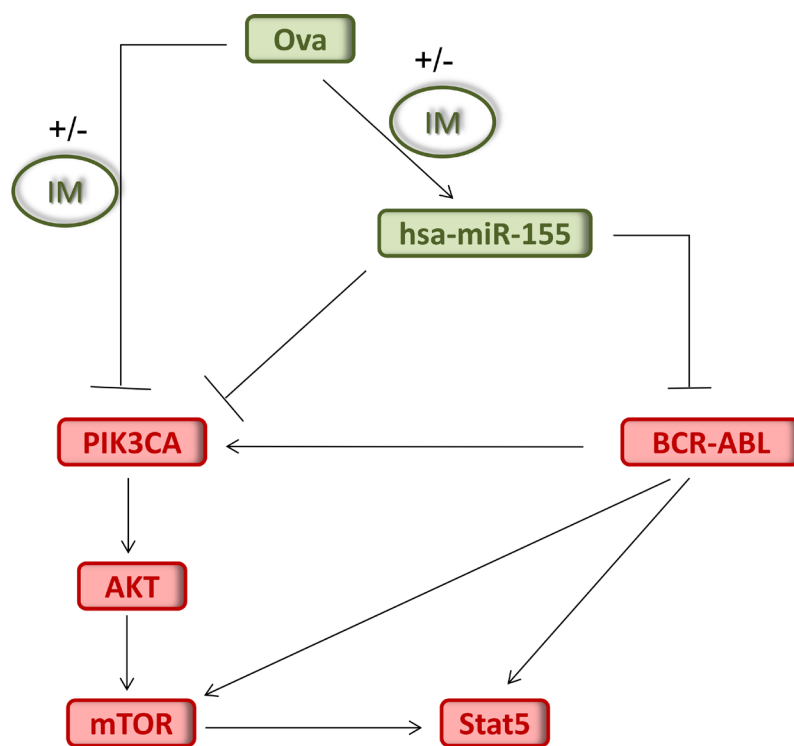 Ova
+/-
IM
+/-
IM
hsa-miR-155
PIK3CA
BCR-ABL
AKT
mTOR
Stat5